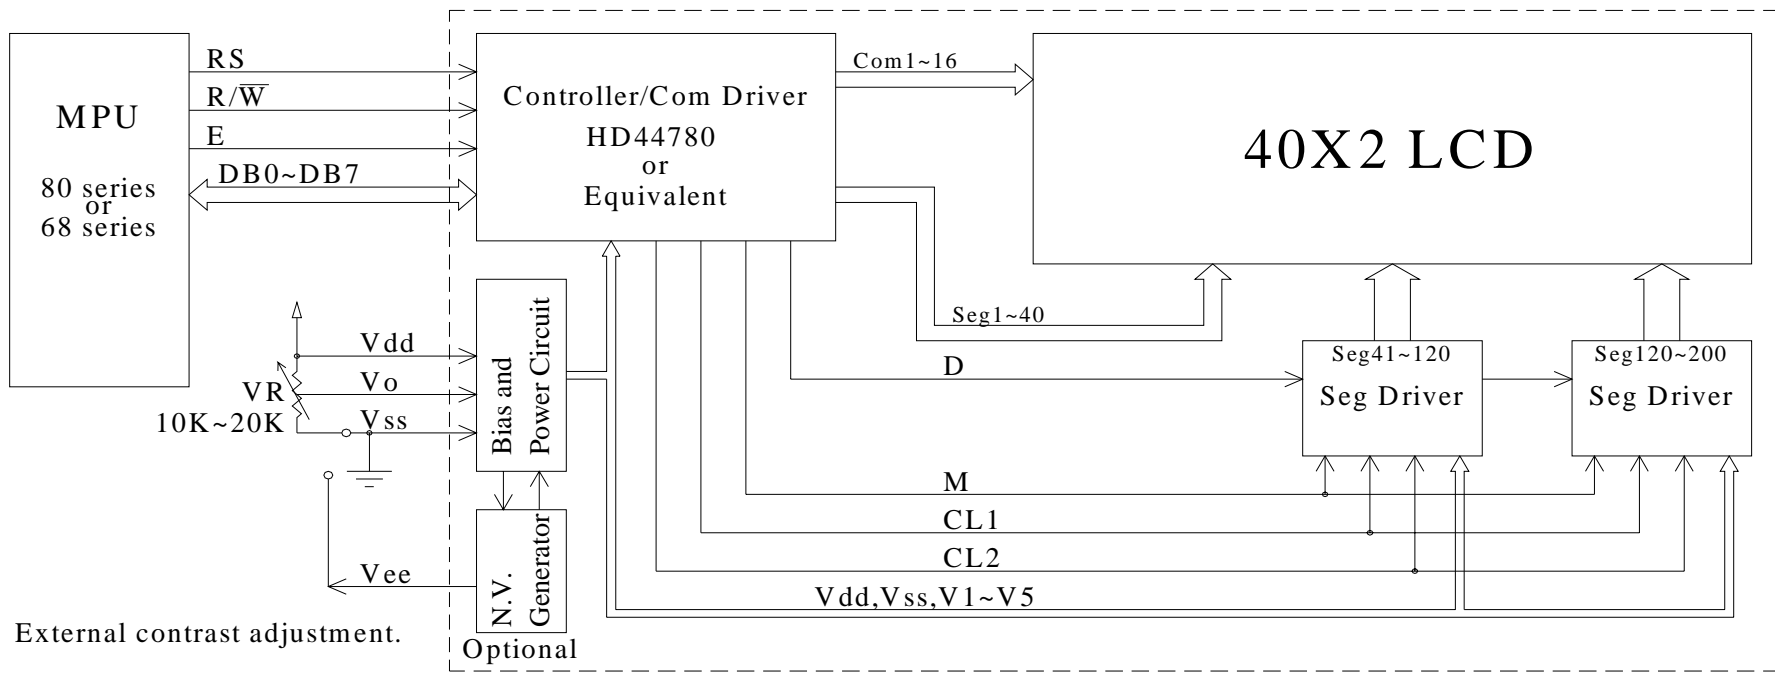 MPU
80 series
or
68 series
RS
R/W̅
E
DB0~DB7
Controller/Com Driver
HD44780
or
Equivalent
Com1~16
40X2 LCD
Seg1~40
D
Seg41~120
Seg Driver
Seg120~200
Seg Driver
Vdd
Vo
Vss
VR
10K~20K
Bias and
Power Circuit
M
CL1
CL2
Vdd,Vss,V1~V5
Vee
N.V.
Generator
Optional
External contrast adjustment.